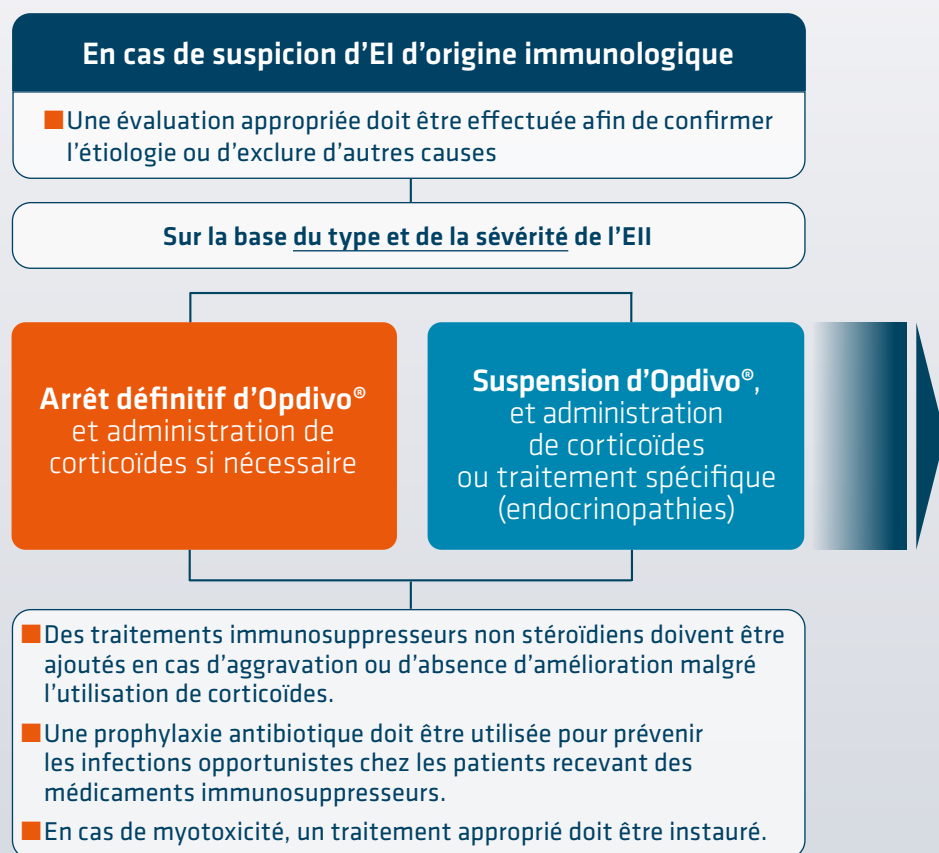 En cas de suspicion d’EI d’origine immunologique
■Une évaluation appropriée doit être effectuée afin de confirmer
l’étiologie ou d’exclure d’autres causes
Sur la base du type et de la sévérité de l’EII
Arrêt définitif d’Opdivo®
et administration de
corticoïdes si nécessaire
Suspension d’Opdivo®,
et administration
de corticoïdes
ou traitement spécifique
(endocrinopathies)
■Des traitements immunosuppresseurs non stéroïdiens doivent être
ajoutés en cas d’aggravation ou d’absence d’amélioration malgré
l’utilisation de corticoïdes.
■Une prophylaxie antibiotique doit être utilisée pour prévenir
les infections opportunistes chez les patients recevant des
médicaments immunosuppresseurs.
■En cas de myotoxicité, un traitement approprié doit être instauré.